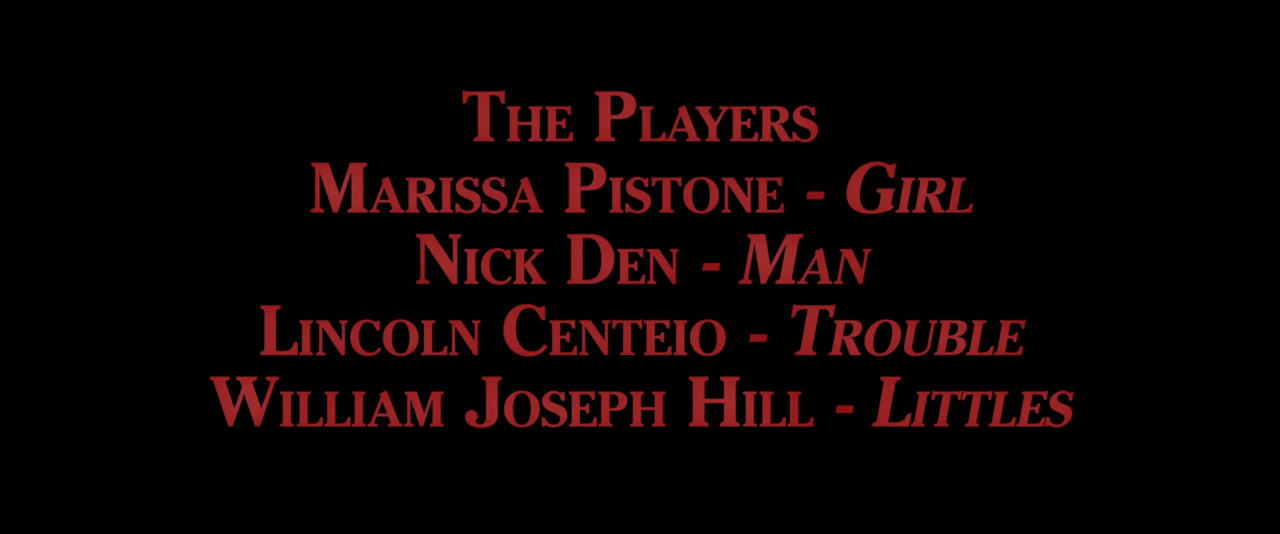 The Players
Marissa Pistone - Girl
Nick Den - Man
Lincoln Centeio - Trouble
William Joseph Hill - Littles